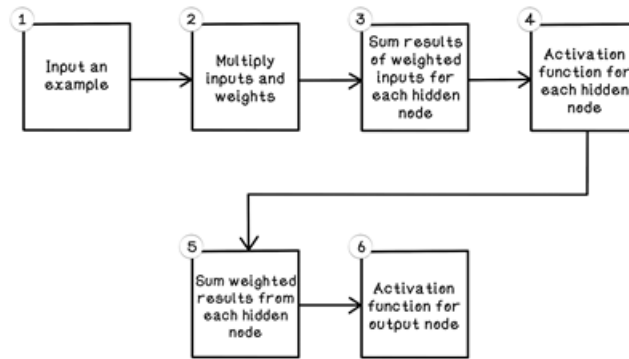 1
Input an
example
2
Multiply
inputs and
weights
3
Sum results
of weighted
inputs for
each hidden
node
4
Activation
function for
each hidden
node
5
Sum weighted
results from
each hidden
node
6
Activation
function for
output node